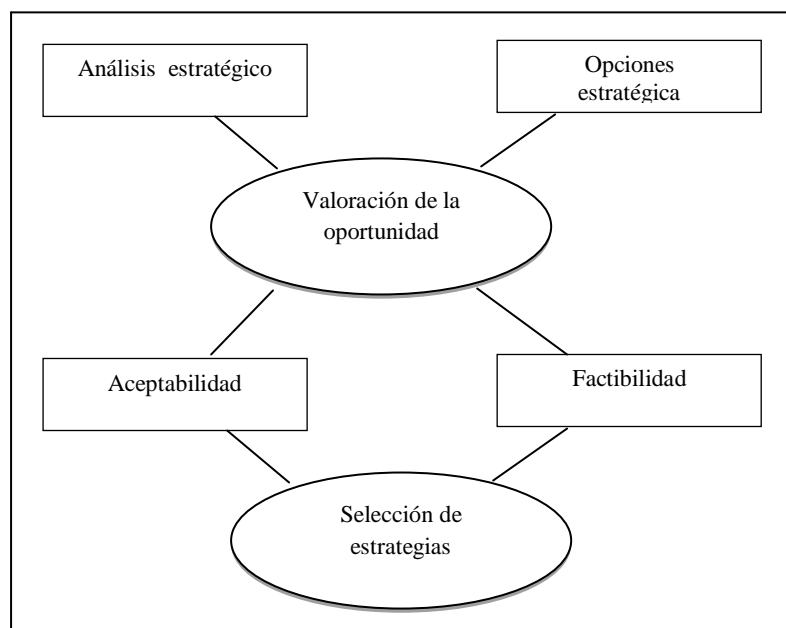 Análisis estratégico
Opciones
estratégica
Valoración de la
oportunidad
Aceptabilidad
Factibilidad
Selección de
estrategias